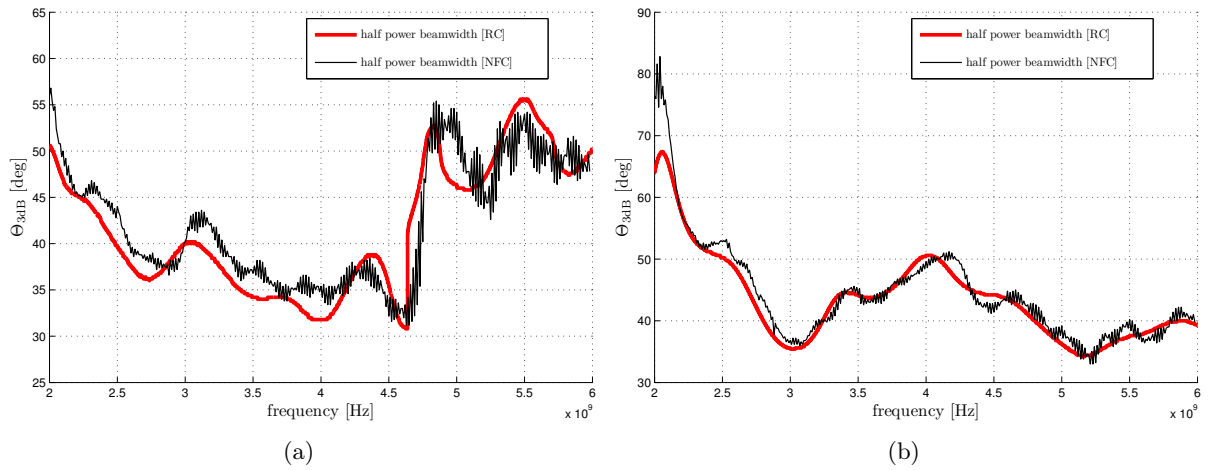 65
60
55
50
45
40
35
30
25
Θ3dB [deg]
half power beamwidth [RC]
half power beamwidth [NFC]
2 2.5 3 3.5 4 4.5 5 5.5 6
x 10^9
frequency [Hz]
(a)
90
80
70
60
50
40
30
Θ3dB [deg]
half power beamwidth [RC]
half power beamwidth [NFC]
2 2.5 3 3.5 4 4.5 5 5.5 6
x 10^9
frequency [Hz]
(b)